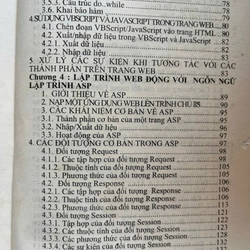 3.5.3. Cấu trúc do..while 78
3.6. Khai báo hàm 79
4.SỬ DỤNG VBSCRIPT VÀ JAVASCRIPT TRONG TRANG WEB
4.1. Chèn đoạn VBScript/JavaScript vào trang HTML 80
4.2. Xuất/nhập dữ liệu trong VBScript và JavaScript
4.2.1. Xuất dữ liệu
4.2.2. Nhập dữ liệu
5. XỬ LÝ CÁC SỰ KIỆN KHI TƯƠNG TÁC VỚI CÁC
THÀNH PHẦN TRÊN TRANG WEB
Chương 4 : LẬP TRÌNH WEB ĐỘNG VỚI NGÔN NGỮ
LẬP TRÌNH ASP
1. GIỚI THIỆU VỀ ASP
2. NẠP MỘT ỨNG DỤNG WEB LÊN TRÌNH CHỦ IIS
3. CÁC KHÁI NIỆM CƠ BẢN VỀ ASP
3.1. Thành phần cơ bản của một trang ASP
3.2. Nhập/Xuất dữ liệu
3.3. Hoạt động của ASP
4. CÁC ĐỐI TƯỢNG CƠ BẢN TRONG ASP
4.1. Đối tượng Request
4.1.1. Các tập hợp của đối tượng Request
4.1.2. Thuộc tính của đối tượng Request
4.1.3. Phương thức của đối tượng Request
4.2. Đối tượng Response
4.2.1. Các tập hợp của đối tượng Response
4.2.2. Thuộc tính của đối tượng Response
4.2.3. Phương thức của đối tượng Response
4.3. Đối tượng Session
4.3.1. Tập hợp của đối tượng Session
4.3.2. Các thuộc tính của đối tượng Session
4.3.3. Các phương thức của đối tượng Session
4.3.4. Các sự kiện của đối tượng Session